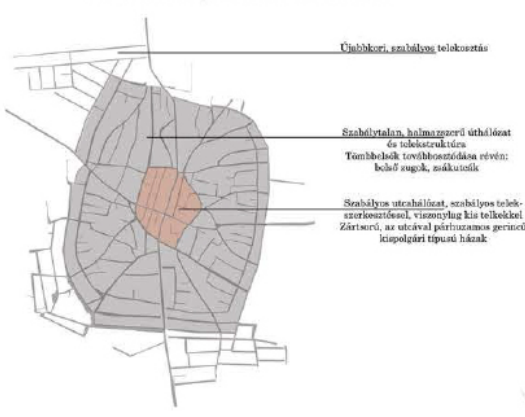 Újabbkori, szabályos telekosztás
Szabálytalan, halmazszerű úthálózat
és telekstruktúra
Tömbbelsők továbbosztódása révén:
belső zugok, zsákutcák
Szabályos utcahálózat, szabályos telek-
szerkesztéssel, viszonylag kis telkekkel
Zártsorú, az utcával párhuzamos gerincű
kispolgári típusú házak